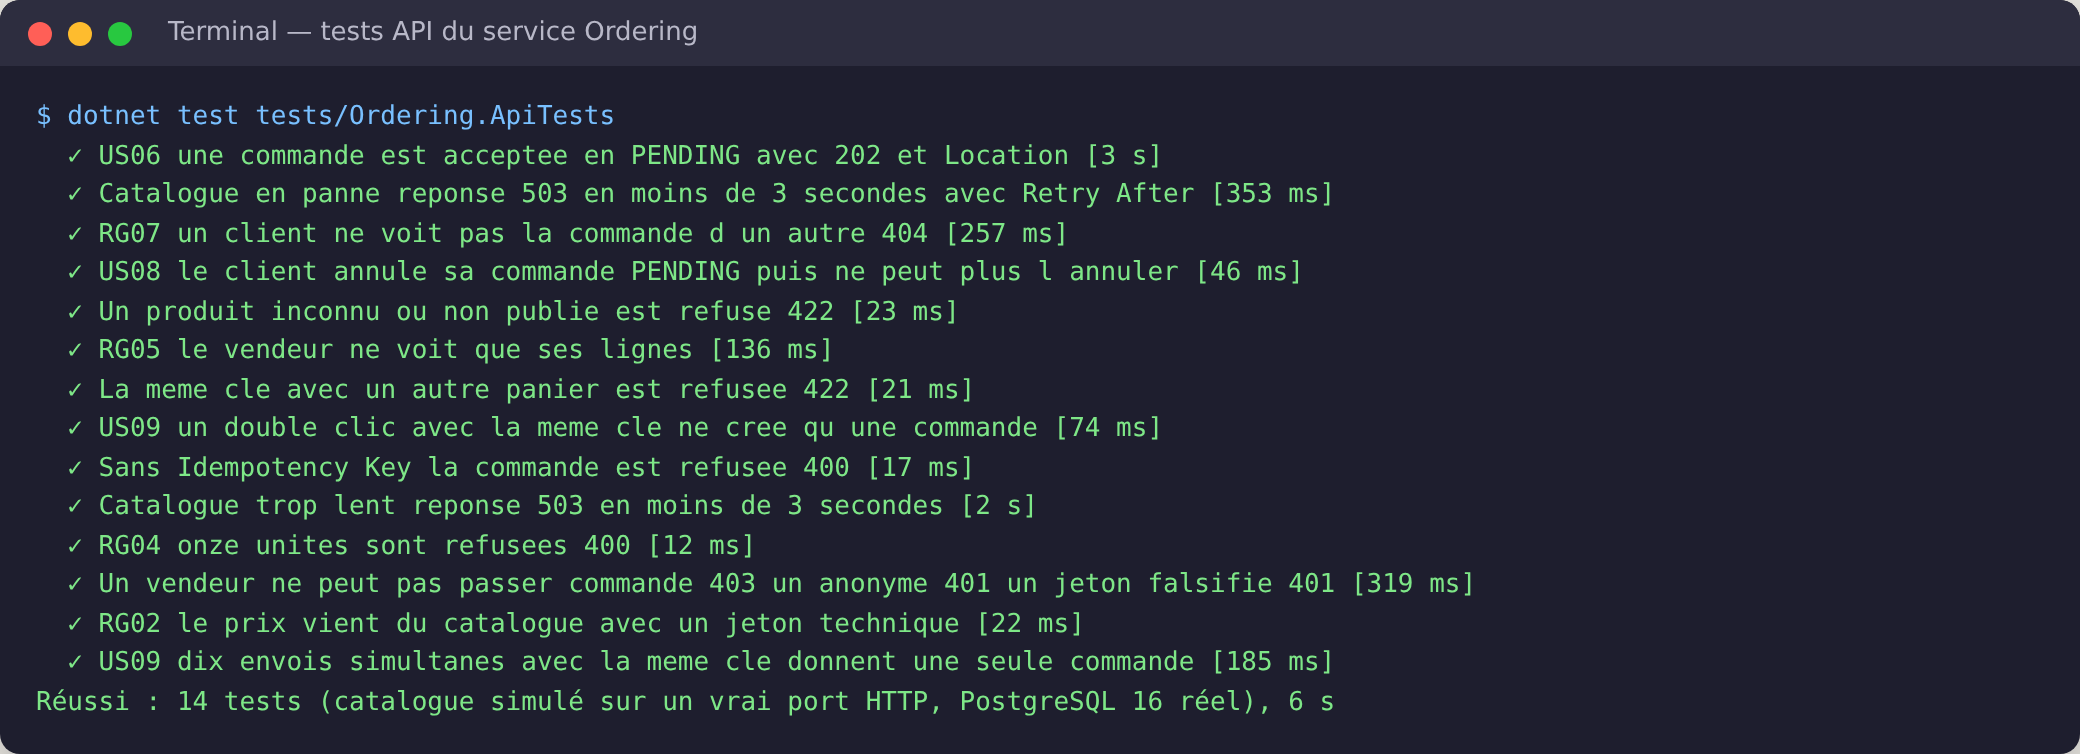 Terminal — tests API du service Ordering
$ dotnet test tests/Ordering.ApiTests
✓ US06 une commande est acceptee en PENDING avec 202 et Location [3 s]
✓ Catalogue en panne reponse 503 en moins de 3 secondes avec Retry After [353 ms]
✓ RG07 un client ne voit pas la commande d un autre 404 [257 ms]
✓ US08 le client annule sa commande PENDING puis ne peut plus l annuler [46 ms]
✓ Un produit inconnu ou non publie est refuse 422 [23 ms]
✓ RG05 le vendeur ne voit que ses lignes [136 ms]
✓ La meme cle avec un autre panier est refusee 422 [21 ms]
✓ US09 un double clic avec la meme cle ne cree qu une commande [74 ms]
✓ Sans Idempotency Key la commande est refusee 400 [17 ms]
✓ Catalogue trop lent reponse 503 en moins de 3 secondes [2 s]
✓ RG04 onze unites sont refusees 400 [12 ms]
✓ Un vendeur ne peut pas passer commande 403 un anonyme 401 un jeton falsifie 401 [319 ms]
✓ RG02 le prix vient du catalogue avec un jeton technique [22 ms]
✓ US09 dix envois simultanes avec la meme cle donnent une seule commande [185 ms]
Réussi : 14 tests (catalogue simulé sur un vrai port HTTP, PostgreSQL 16 réel), 6 s